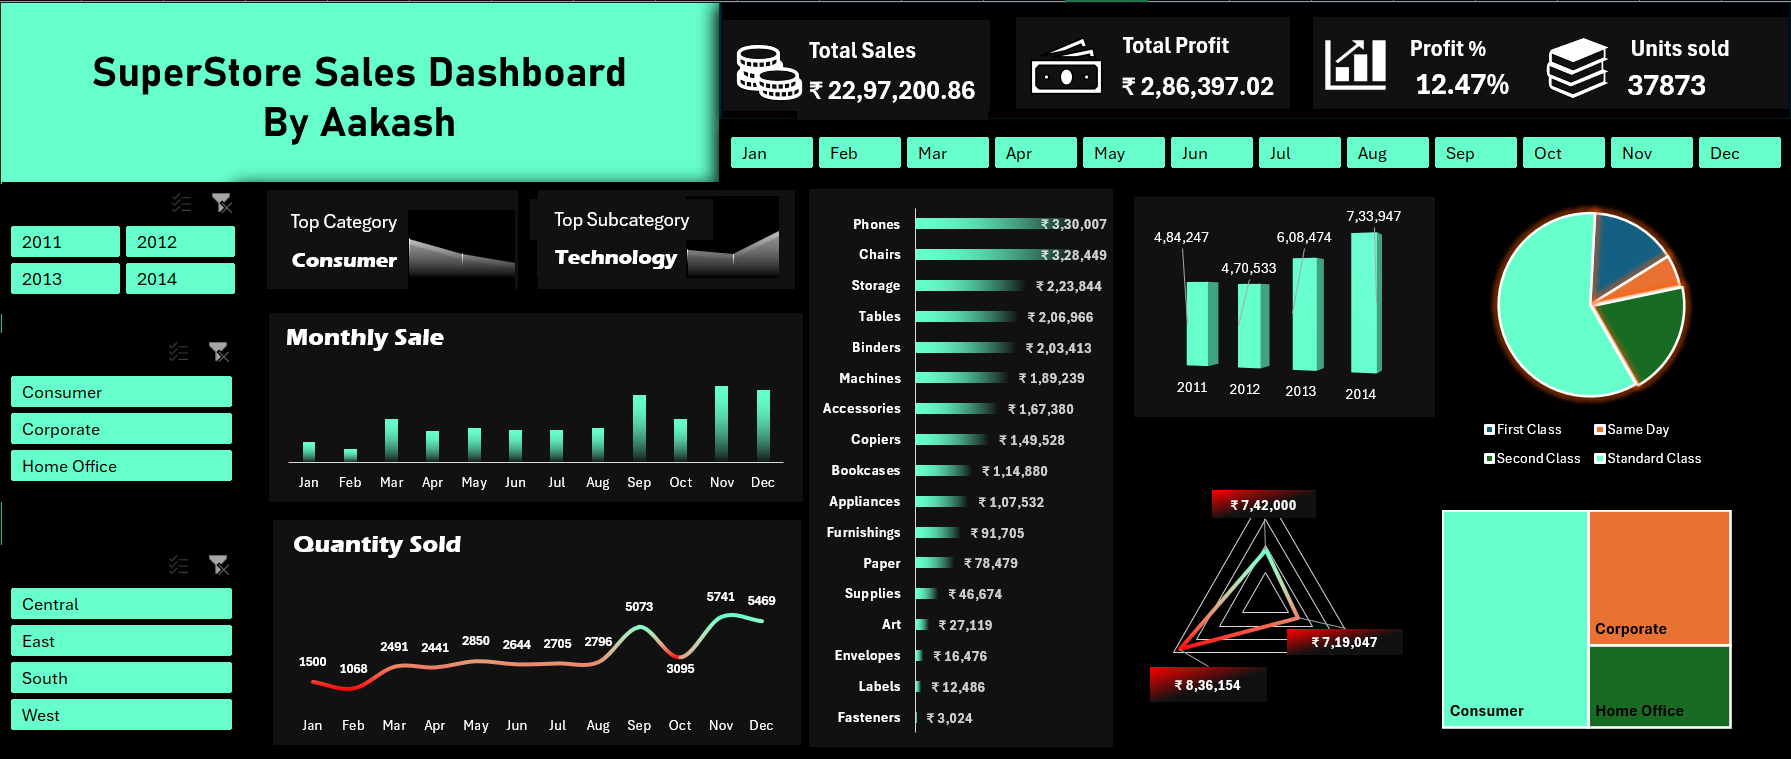 SuperStore Sales Dashboard
By Aakash
Total Sales
₹ 22,97,200.86
Total Profit
₹ 2,86,397.02
Profit %
12.47%
Units sold
37873
Jan Feb Mar Apr May Jun Jul Aug Sep Oct Nov Dec
2011 2012
2013 2014
Consumer
Corporate
Home Office
Central
East
South
West
Top Category
Consumer
Top Subcategory
Technology
Monthly Sale
Jan Feb Mar Apr May Jun Jul Aug Sep Oct Nov Dec
Quantity Sold
1500 1068 2491 2441 2850 2644 2705 2796 5073 3095 5741 5469
Jan Feb Mar Apr May Jun Jul Aug Sep Oct Nov Dec
Phones ₹ 3,30,007
Chairs ₹ 3,28,449
Storage ₹ 2,23,844
Tables ₹ 2,06,966
Binders ₹ 2,03,413
Machines ₹ 1,89,239
Accessories ₹ 1,67,380
Copiers ₹ 1,49,528
Bookcases ₹ 1,14,880
Appliances ₹ 1,07,532
Furnishings ₹ 91,705
Paper ₹ 78,479
Supplies ₹ 46,674
Art ₹ 27,119
Envelopes ₹ 16,476
Labels ₹ 12,486
Fasteners ₹ 3,024
4,84,247 4,70,533 6,08,474 7,33,947
2011 2012 2013 2014
First Class Same Day
Second Class Standard Class
₹ 7,42,000
₹ 7,19,047
₹ 8,36,154
Corporate
Consumer
Home Office